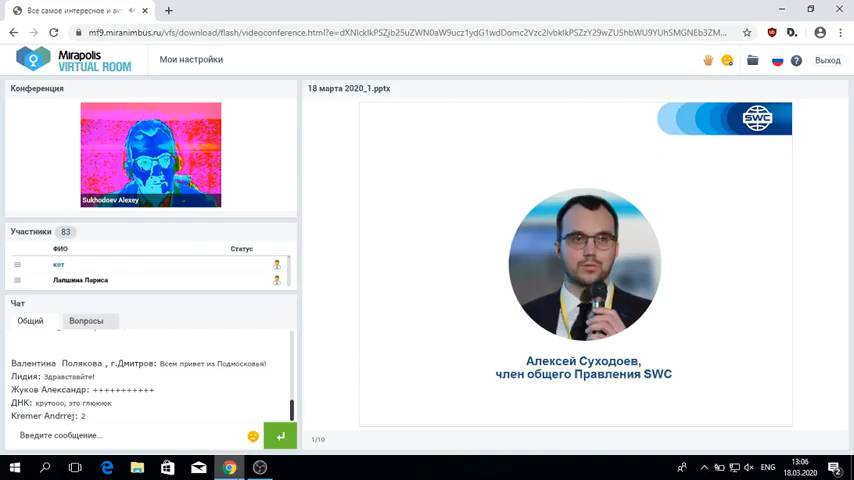 Все самое интересное и ак
mf9.miranimbus.ru/vfs/download/flash/videoconference.html?e=
Mirapolis
VIRTUAL ROOM
Мои настройки
Выход
Конференция
Sukhodoev Alexey
Участники 83
ФИО Статус
кот
Лапшина Лариса
Чат
Общий Вопросы
Валентина Полякова , г.Дмитров: Всем привет из Подмосковья!
Лидия: Здравстввйте!
Жуков Александр: +++++++++++
ДНК: крутооо, это глюююк
Kremer Andrrej: 2
Введите сообщение...
18 марта 2020_1.pptx
SWC
Алексей Суходоев,
член общего Правления SWC
1/10
ENG
13:06
18.03.2020
2